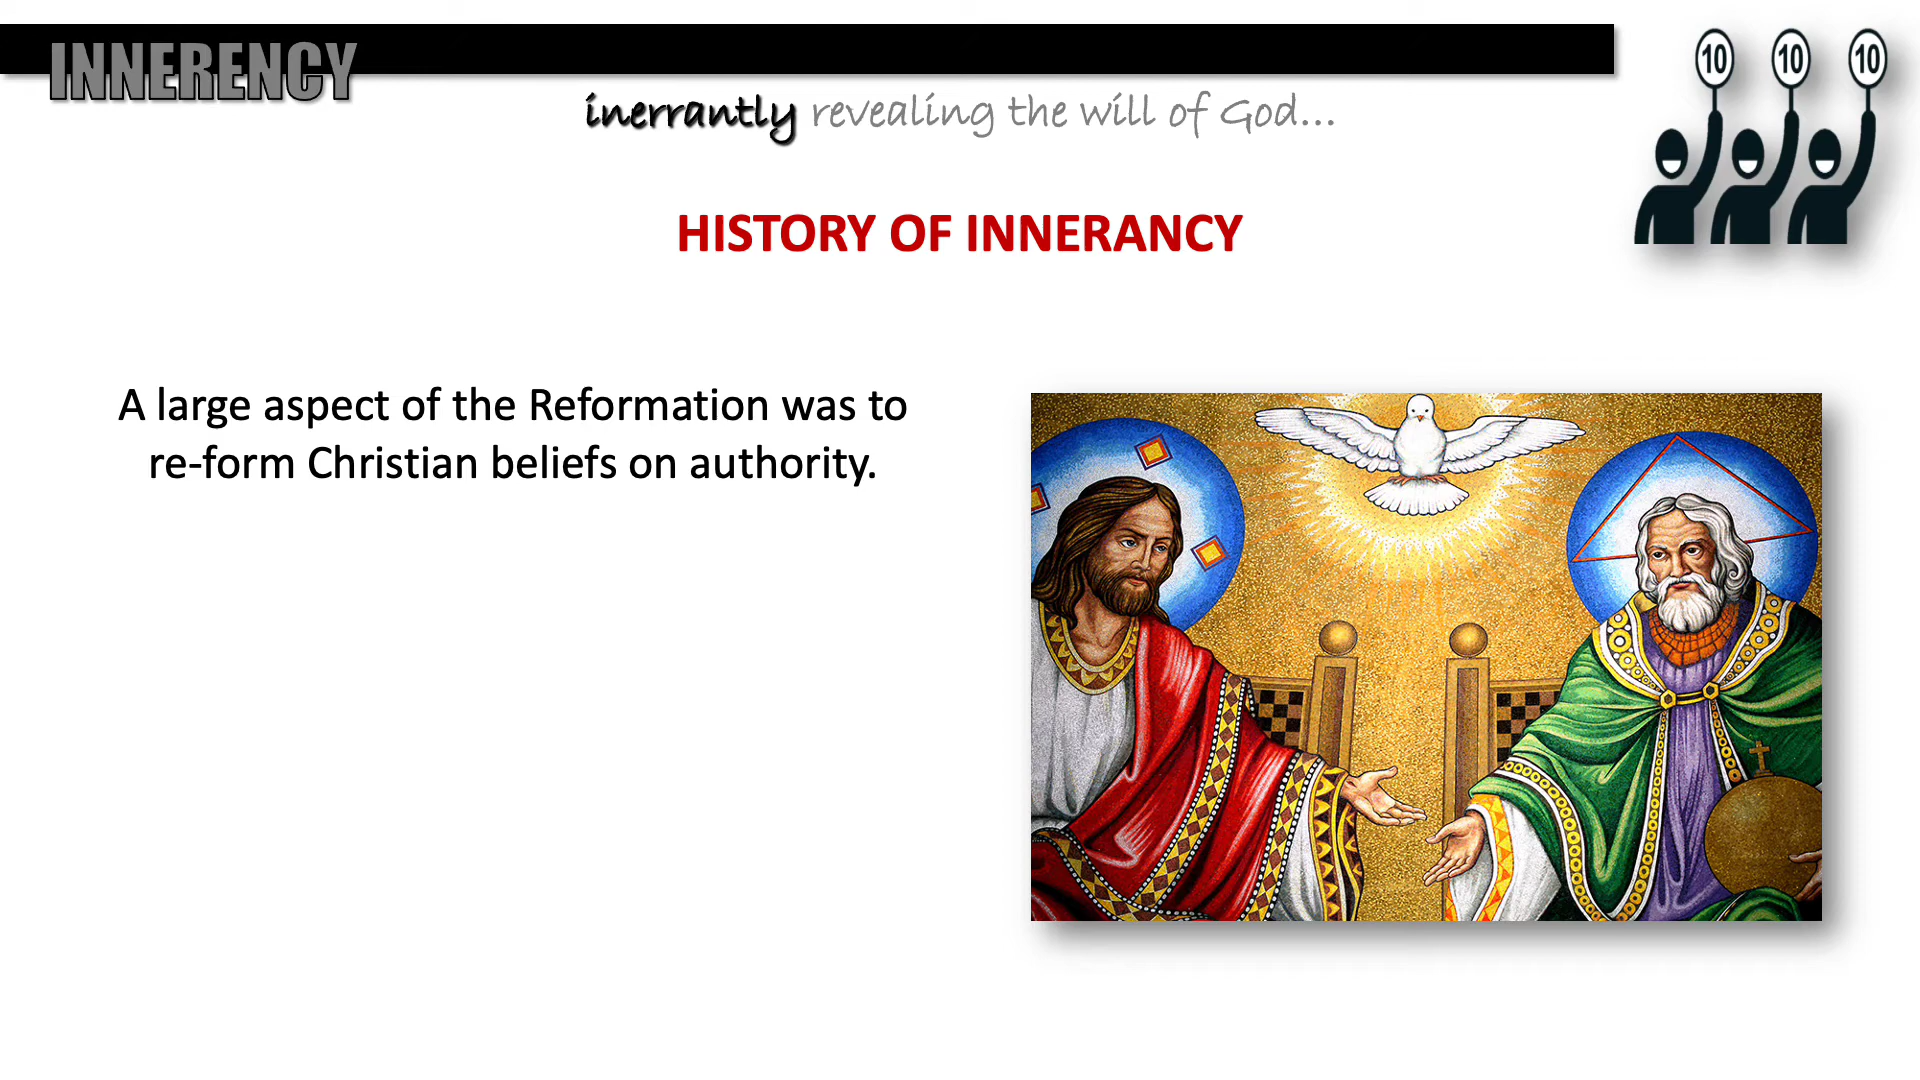 INNERENCY
10 10 10
inerrantly revealing the will of God...
HISTORY OF INNERANCY
A large aspect of the Reformation was to
re-form Christian beliefs on authority.